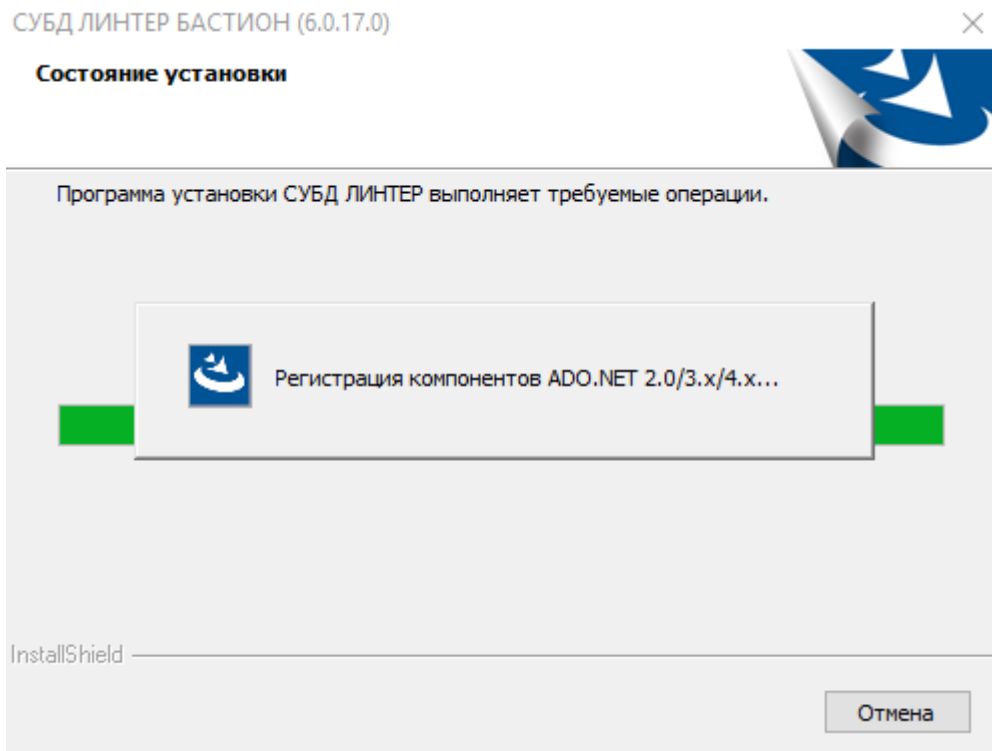 СУБД ЛИНТЕР БАСТИОН (6.0.17.0)
Состояние установки
Программа установки СУБД ЛИНТЕР выполняет требуемые операции.
Регистрация компонентов ADO.NET 2.0/3.x/4.x...
InstallShield
Отмена